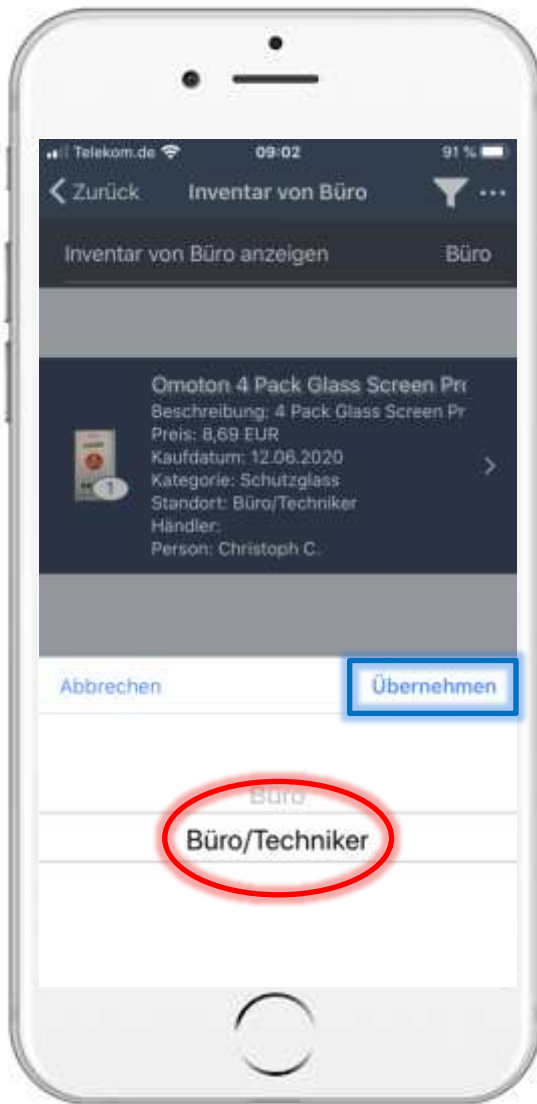 Telekom.de
09:02
91 %
Zurück
Inventar von Büro
Inventar von Büro anzeigen
Büro
Omoton 4 Pack Glass Screen Pr
Beschreibung: 4 Pack Glass Screen Pr
Preis: 8,69 EUR
Kaufdatum: 12.06.2020
Kategorie: Schutzglass
1
Standort: Büro/Techniker
Händler:
Person: Christoph C.
Abbrechen
Übernehmen
Büro
Büro/Techniker